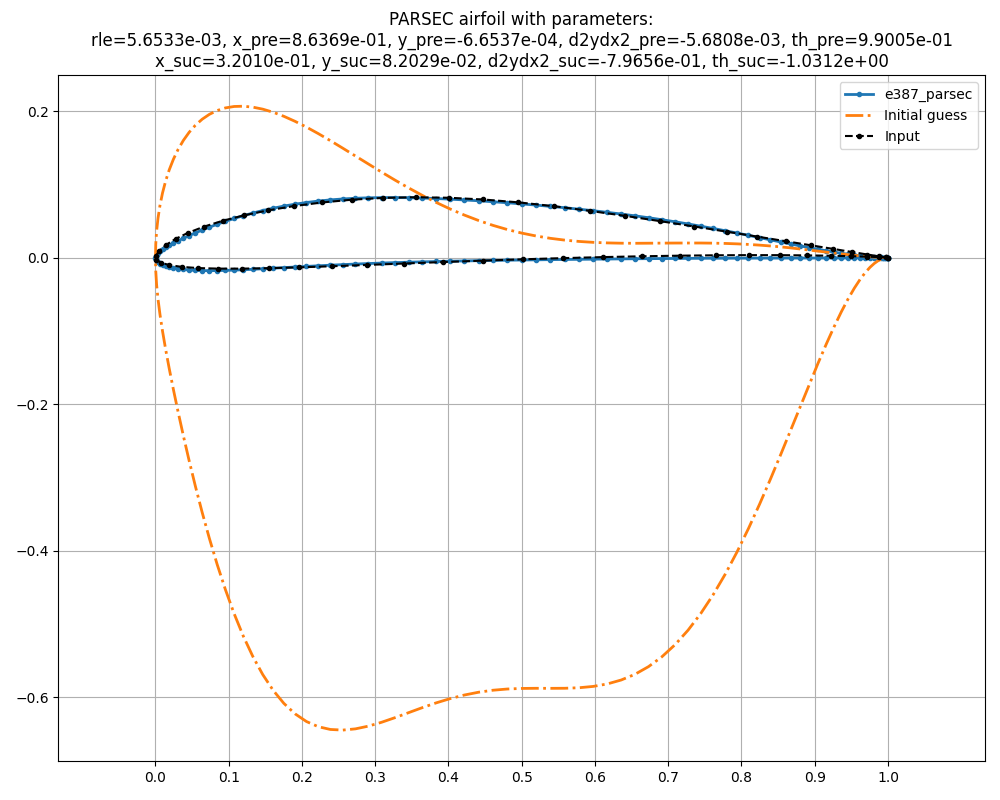 PARSEC airfoil with parameters:
rle=5.6533e-03, x_pre=8.6369e-01, y_pre=-6.6537e-04, d2ydx2_pre=-5.6808e-03, th_pre=9.9005e-01
x_suc=3.2010e-01, y_suc=8.2029e-02, d2ydx2_suc=-7.9656e-01, th_suc=-1.0312e+00
e387_parsec
Initial guess
Input
0.2
0.0
−0.2
−0.4
−0.6
0.0 0.1 0.2 0.3 0.4 0.5 0.6 0.7 0.8 0.9 1.0